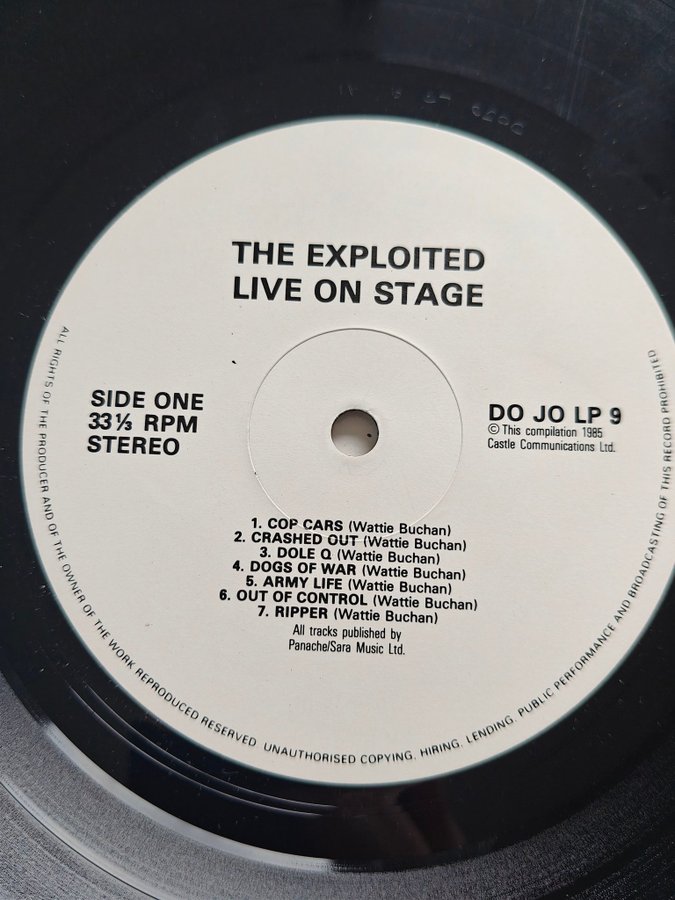 THE EXPLOITED
LIVE ON STAGE
SIDE ONE
33⅓ RPM
STEREO
DO JO LP 9
© This compilation 1985
Castle Communications Ltd.
1. COP CARS (Wattie Buchan)
2. CRASHED OUT (Wattie Buchan)
3. DOLE Q (Wattie Buchan)
4. DOGS OF WAR (Wattie Buchan)
5. ARMY LIFE (Wattie Buchan)
6. OUT OF CONTROL (Wattie Buchan)
7. RIPPER (Wattie Buchan)
All tracks published by
Panache/Sara Music Ltd.
ALL RIGHTS OF THE PRODUCER AND OF THE OWNER OF THE WORK REPRODUCED RESERVED. UNAUTHORISED COPYING, HIRING, LENDING, PUBLIC PERFORMANCE AND BROADCASTING OF THIS RECORD PROHIBITED